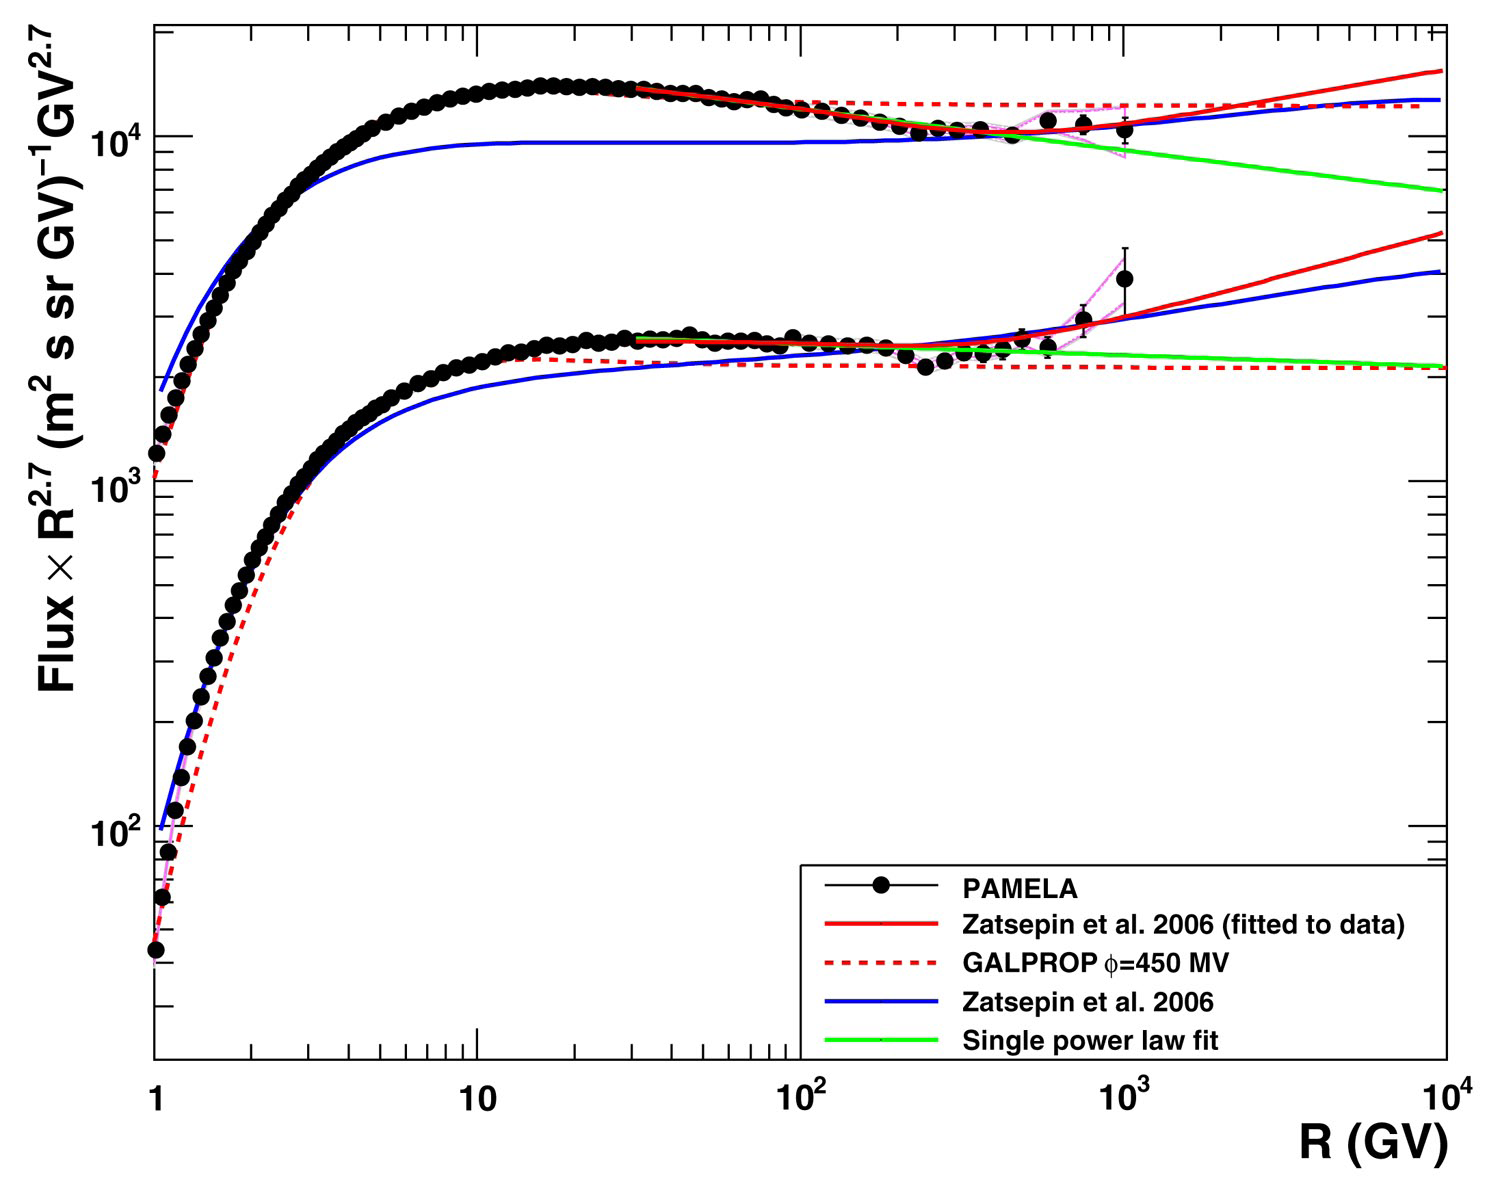 Flux × R^2.7 (m^2 s sr GV)^−1 GV^2.7
10^4
10^3
10^2
1
10
10^2
10^3
10^4
R (GV)
PAMELA
Zatsepin et al. 2006 (fitted to data)
GALPROP ϕ=450 MV
Zatsepin et al. 2006
Single power law fit